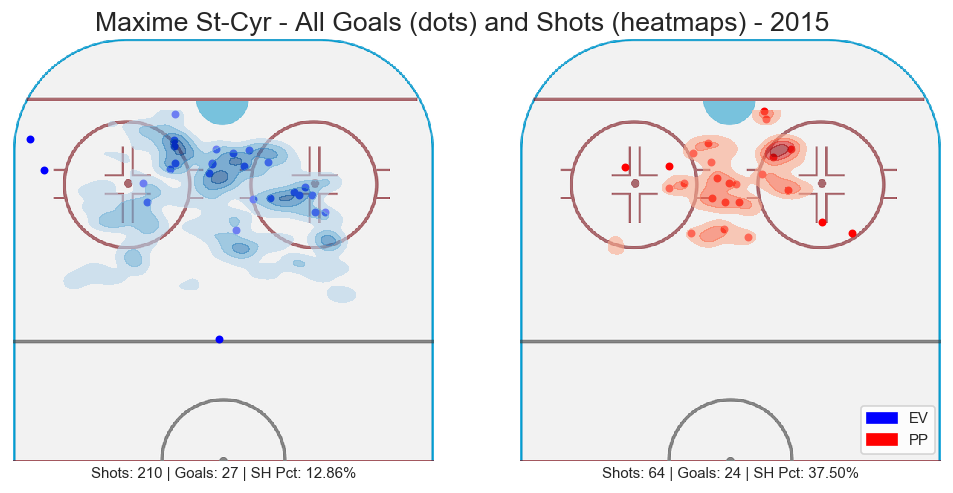 Maxime St-Cyr - All Goals (dots) and Shots (heatmaps) - 2015
EV
PP
Shots: 210 | Goals: 27 | SH Pct: 12.86%
Shots: 64 | Goals: 24 | SH Pct: 37.50%